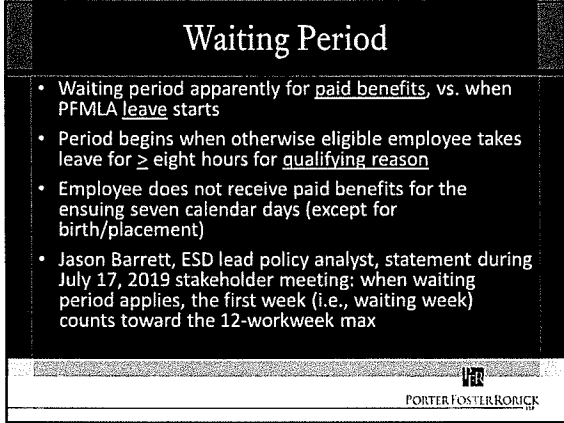 Waiting Period
• Waiting period apparently for paid benefits, vs. when
PFMLA leave starts
• Period begins when otherwise eligible employee takes
leave for ≥ eight hours for qualifying reason
• Employee does not receive paid benefits for the
ensuing seven calendar days (except for
birth/placement)
• Jason Barrett, ESD lead policy analyst, statement during
July 17, 2019 stakeholder meeting: when waiting
period applies, the first week (i.e., waiting week)
counts toward the 12-workweek max
PFR
PORTER FOSTER RORICK
LLP